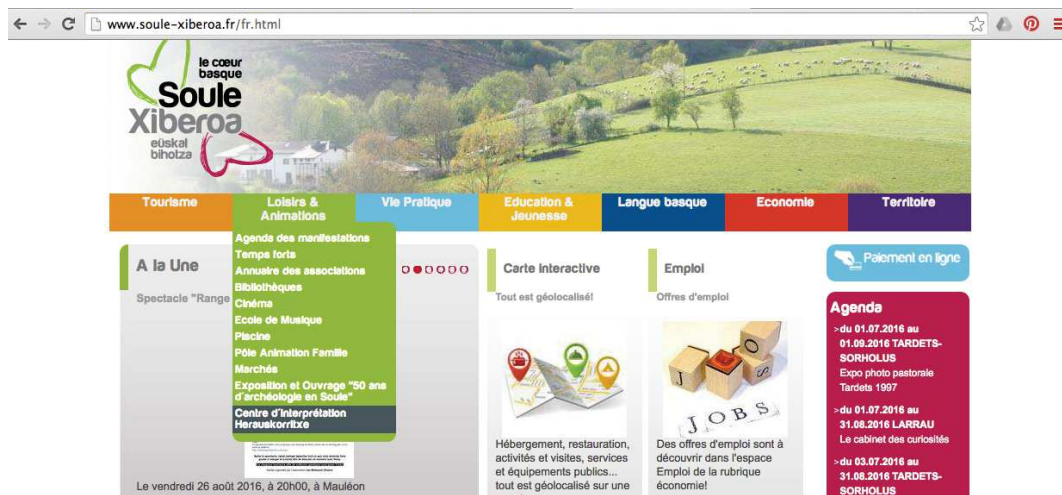 www.soule-xiberoa.fr/fr.html
le cœur
basque
Soule
Xiberoa
eüskal
bihotza
Tourisme
Loisirs &
Animations
Vie Pratique
Education &
Jeunesse
Langue basque
Economie
Territoire
Agenda des manifestations
Temps forts
Annuaire des associations
Bibliothèques
Cinéma
Ecole de Musique
Piscine
Pôle Animation Famille
Marchés
Exposition et Ouvrage "50 ans
d'archéologie en Soule"
Centre d'interprétation
Herauskorritxe
A la Une
Spectacle "Range
Le vendredi 26 août 2016, à 20h00, à Mauléon
Carte interactive
Tout est géolocalisé!
Hébergement, restauration,
activités et visites, services
et équipements publics...
tout est géolocalisé sur une
Emploi
Offres d'emploi
J O B S
J O B S
Des offres d'emploi sont à
découvrir dans l'espace
Emploi de la rubrique
économie!
Paiement en ligne
Agenda
>du 01.07.2016 au
01.09.2016 TARDETS-
SORHOLUS
Expo photo pastorale
Tardets 1997
>du 01.07.2016 au
31.08.2016 LARRAU
Le cabinet des curiosités
>du 03.07.2016 au
31.08.2016 TARDETS-
SORHOLUS